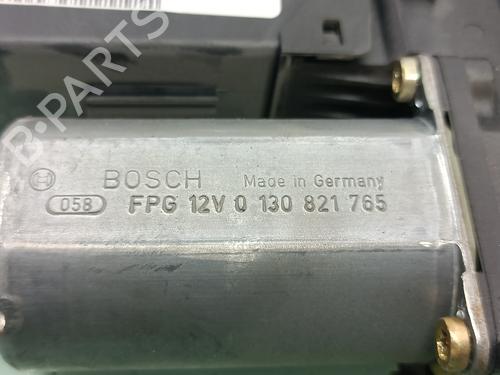 BOSCH Made in Germany
058 FPG 12V 0 130 821 765
B-PARTS